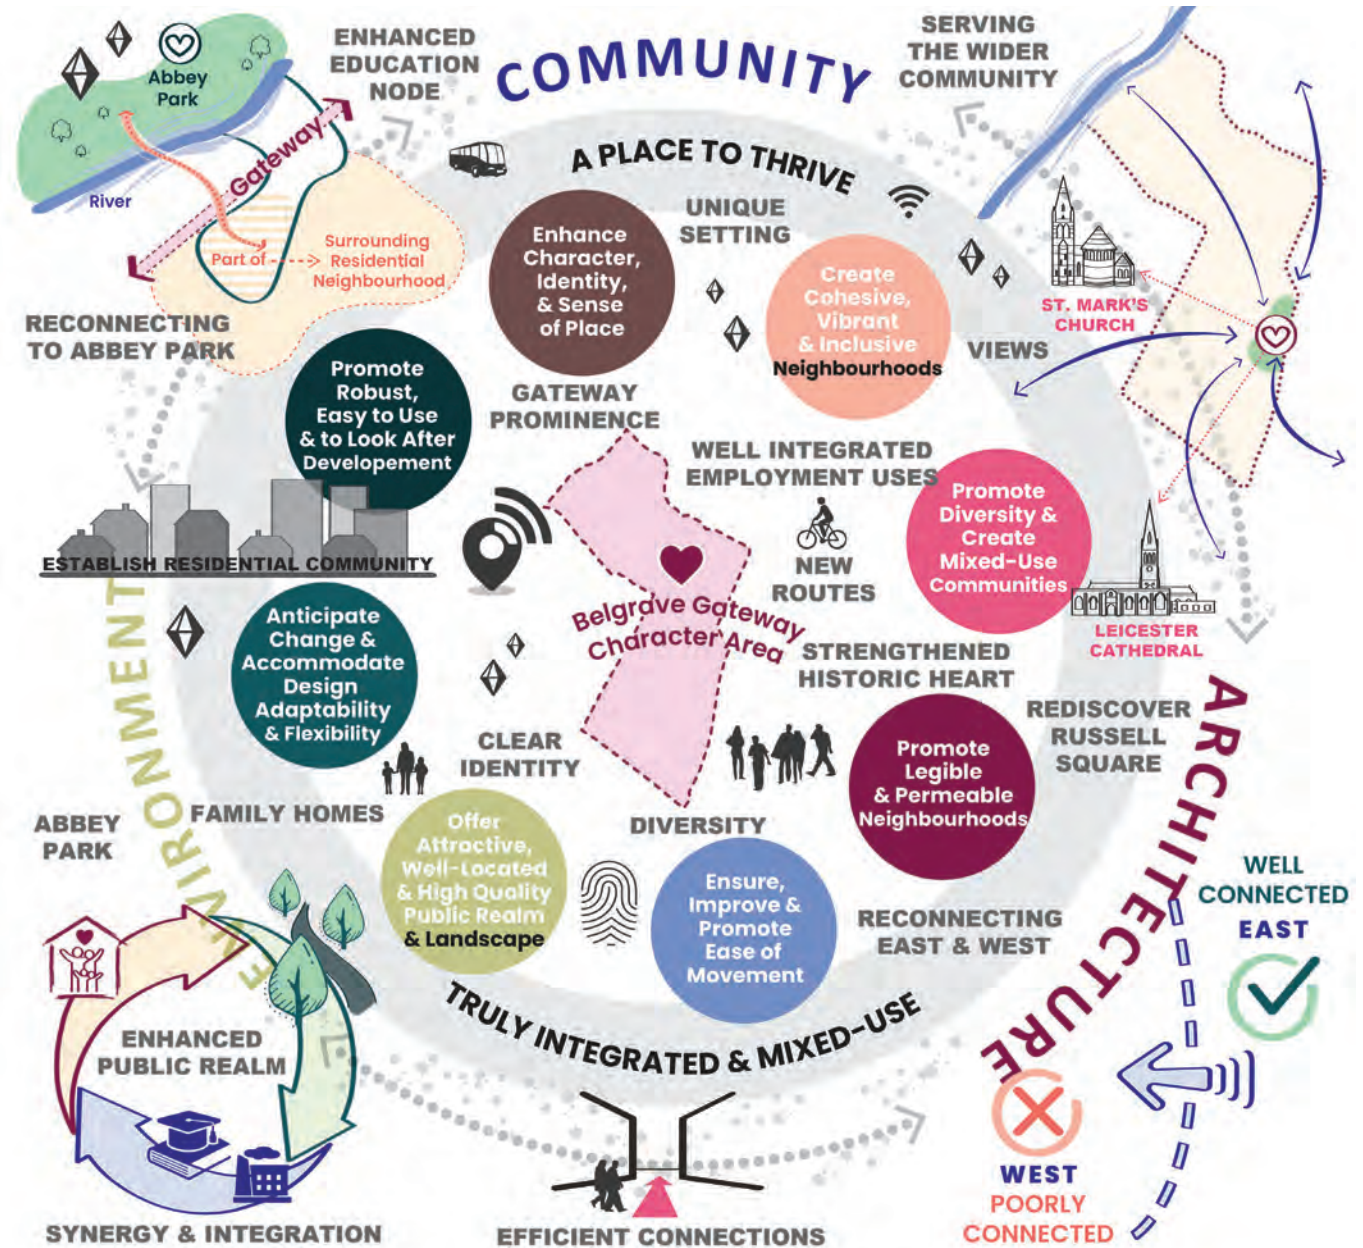 ENHANCED
EDUCATION
NODE
COMMUNITY
SERVING
THE WIDER
COMMUNITY
Abbey
Park
Gateway
River
Part of
Surrounding
Residential
Neighbourhood
RECONNECTING
TO ABBEY PARK
A PLACE TO THRIVE
UNIQUE
SETTING
Enhance
Character,
Identity,
& Sense
of Place
Create
Cohesive,
Vibrant
& Inclusive
Neighbourhoods
VIEWS
ST. MARK'S
CHURCH
Promote
Robust,
Easy to Use
& to Look After
Developement
GATEWAY
PROMINENCE
WELL INTEGRATED
EMPLOYMENT USES
Promote
Diversity &
Create
Mixed-Use
Communities
ESTABLISH RESIDENTIAL COMMUNITY
NEW
ROUTES
Belgrave Gateway
Character Area
LEICESTER
CATHEDRAL
ENVIRONMENT
Anticipate
Change &
Accommodate
Design
Adaptability
& Flexibility
STRENGTHENED
HISTORIC HEART
REDISCOVER
RUSSELL
SQUARE
ARCHITECTURE
CLEAR
IDENTITY
Promote
Legible
& Permeable
Neighbourhoods
FAMILY HOMES
ABBEY
PARK
Offer
Attractive,
Well-Located
& High Quality
Public Realm
& Landscape
DIVERSITY
Ensure,
Improve &
Promote
Ease of
Movement
RECONNECTING
EAST & WEST
WELL
CONNECTED
EAST
TRULY INTEGRATED & MIXED-USE
ENHANCED
PUBLIC REALM
WEST
POORLY
CONNECTED
SYNERGY & INTEGRATION
EFFICIENT CONNECTIONS